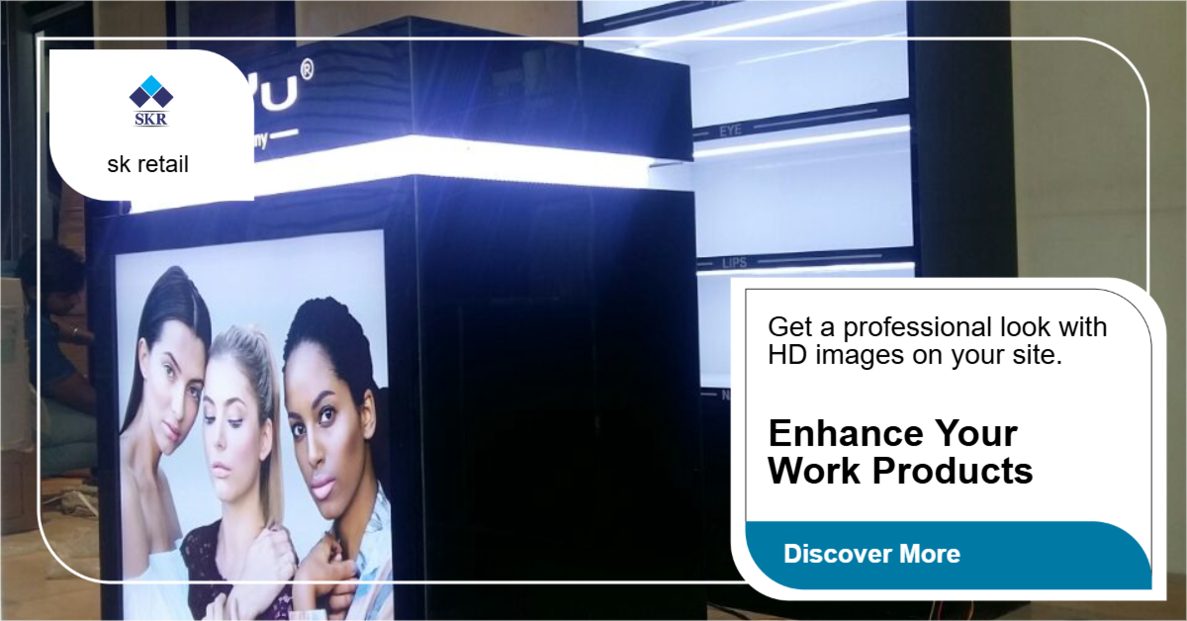 SKR
sk retail
EYE
LIPS
Get a professional look with
HD images on your site.
Enhance Your
Work Products
Discover More